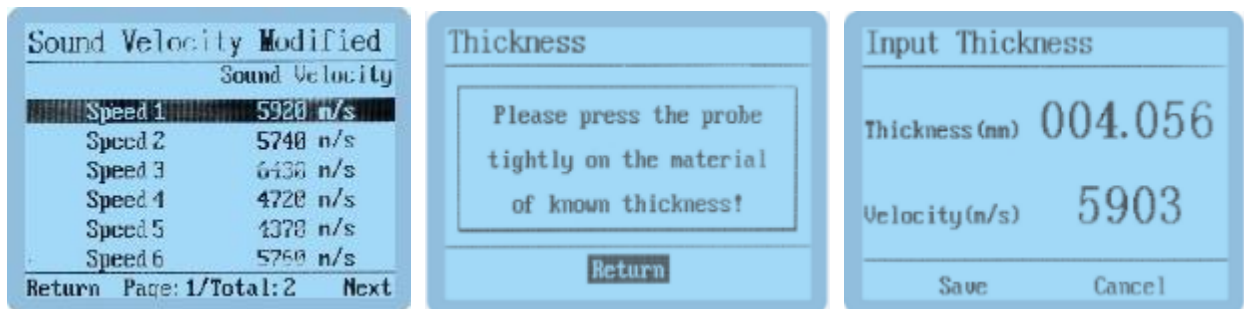 Sound Velocity Modified
Sound Velocity
Speed 1 5920 m/s
Speed 2 5740 m/s
Speed 3 6430 m/s
Speed 4 4720 m/s
Speed 5 4370 m/s
Speed 6 5760 m/s
Return Page:1/Total:2 Next
Thickness
Please press the probe
tightly on the material
of known thickness!
Return
Input Thickness
Thickness(mm) 004.056
Velocity(m/s) 5903
Save Cancel